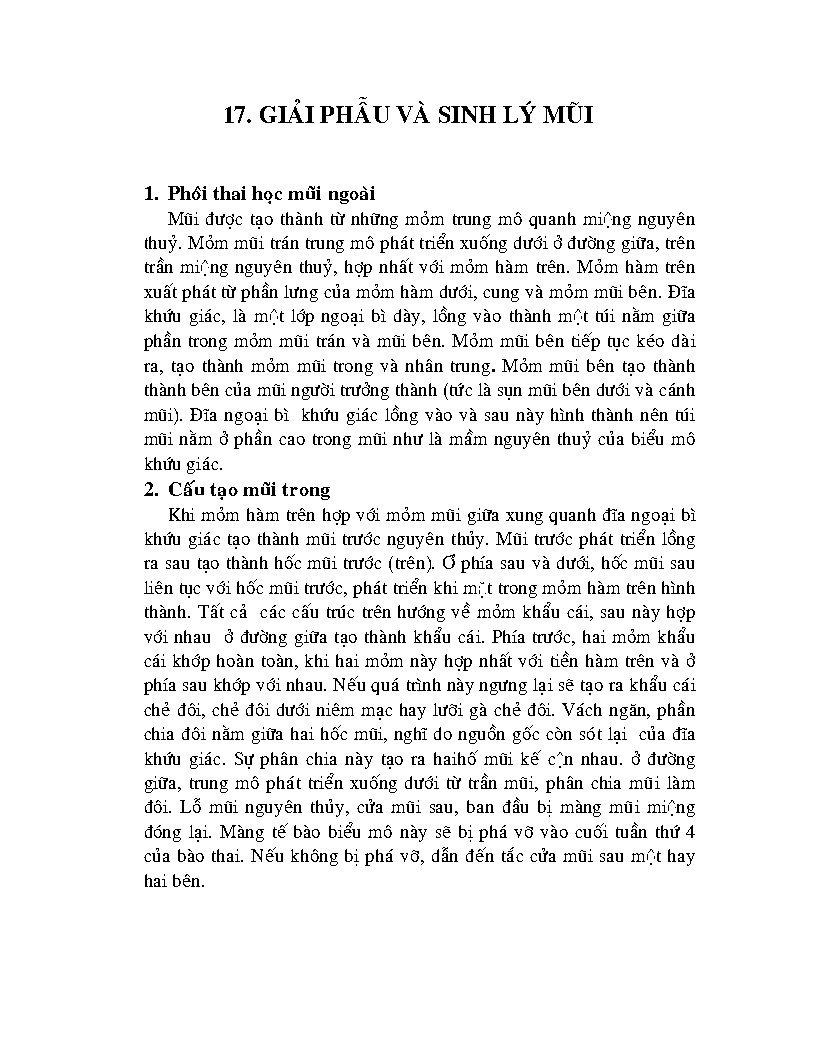 17. GIẢI PHẪU VÀ SINH LÝ MŨI
1. Phôi thai học mũi ngoài
Mũi được tạo thành từ những mỏm trung mô quanh miệng nguyên
thuỷ. Mỏm mũi trán trung mô phát triển xuống dưới ở đường giữa, trên
trần miệng nguyên thuỷ, hợp nhất với mỏm hàm trên. Mỏm hàm trên
xuất phát từ phần lưng của mỏm hàm dưới, cung và mỏm mũi bên. Đĩa
khứu giác, là một lớp ngoại bì dày, lồng vào thành một túi nằm giữa
phần trong mỏm mũi trán và mũi bên. Mỏm mũi bên tiếp tục kéo dài
ra, tạo thành mỏm mũi trong và nhân trung. Mỏm mũi bên tạo thành
thành bên của mũi người trưởng thành (tức là sụn mũi bên dưới và cánh
mũi). Đĩa ngoại bì  khứu giác lồng vào và sau này hình thành nên túi
mũi nằm ở phần cao trong mũi như là mầm nguyên thuỷ của biểu mô
khứu giác.
2. Cấu tạo mũi trong
Khi mỏm hàm trên hợp với mỏm mũi giữa xung quanh đĩa ngoại bì
khứu giác tạo thành mũi trước nguyên thủy. Mũi trước phát triển lồng
ra sau tạo thành hốc mũi trước (trên). Ơ phía sau và dưới, hốc mũi sau
liên tục với hốc mũi trước, phát triển khi mặt trong mỏm hàm trên hình
thành. Tất cả  các cấu trúc trên hướng về mỏm khẩu cái, sau này hợp
với nhau  ở đường giữa tạo thành khẩu cái. Phía trước, hai mỏm khẩu
cái khớp hoàn toàn, khi hai mỏm này hợp nhất với tiền hàm trên và ở
phía sau khớp với nhau. Nếu quá trình này ngưng lại sẽ tạo ra khẩu cái
chẻ đôi, chẻ đôi dưới niêm mạc hay lưỡi gà chẻ đôi. Vách ngăn, phần
chia đôi nằm giữa hai hốc mũi, nghĩ do nguồn gốc còn sót lại  của đĩa
khứu giác. Sự phân chia này tạo ra haihố mũi kế cận nhau. ở đường
giữa, trung mô phát triển xuống dưới từ trần mũi, phân chia mũi làm
đôi. Lỗ mũi nguyên thủy, cửa mũi sau, ban đầu bị màng mũi miệng
đóng lại. Màng tế bào biểu mô này sẽ bị phá vỡ vào cuối tuần thứ 4
của bào thai. Nếu không bị phá vỡ, dẫn đến tắc cửa mũi sau một hay
hai bên.